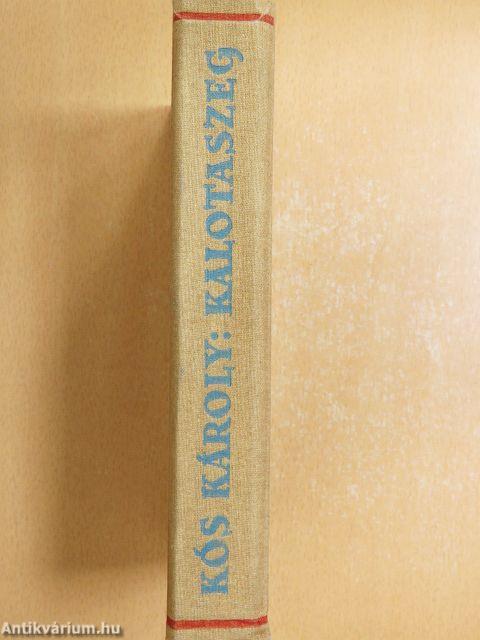 KÓS KÁROLY: KALOTASZEG
Antikvárium.hu